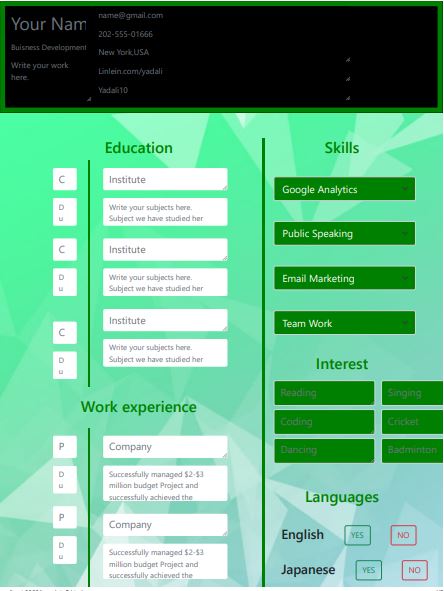 Your Nam
Buisness Development
Write your work
here.
name@gmail.com
202-555-01666
New York,USA
Linlein.com/yadali
Yadali10
Education
C
Institute
D
u
Write your subjects here.
Subject we have studied her
C
Institute
D
u
Write your subjects here.
Subject we have studied her
C
Institute
D
u
Write your subjects here.
Subject we have studied her
Work experience
P
Company
D
u
Successfully managed $2-$3
million budget Project and
successfully achieved the
P
Company
D
u
Successfully managed $2-$3
million budget Project and
successfully achieved the
Skills
Google Analytics
Public Speaking
Email Marketing
Team Work
Interest
Reading
Singing
Coding
Cricket
Dancing
Badminton
Languages
English
YES
NO
Japanese
YES
NO